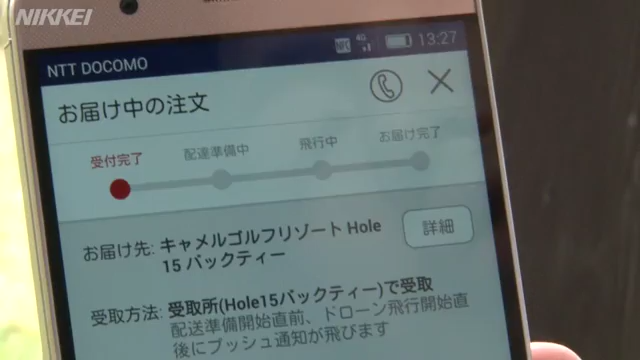 NIKKEI
NFC 4G 13:27
NTT DOCOMO
お届け中の注文
受付完了 配達準備中 飛行中 お届け完了
お届け先: キャメルゴルフリゾート Hole
15 バックティー
詳細
受取方法: 受取所(Hole15バックティー)で受取
配送準備開始直前、ドローン飛行開始直
後にプッシュ通知が飛びます